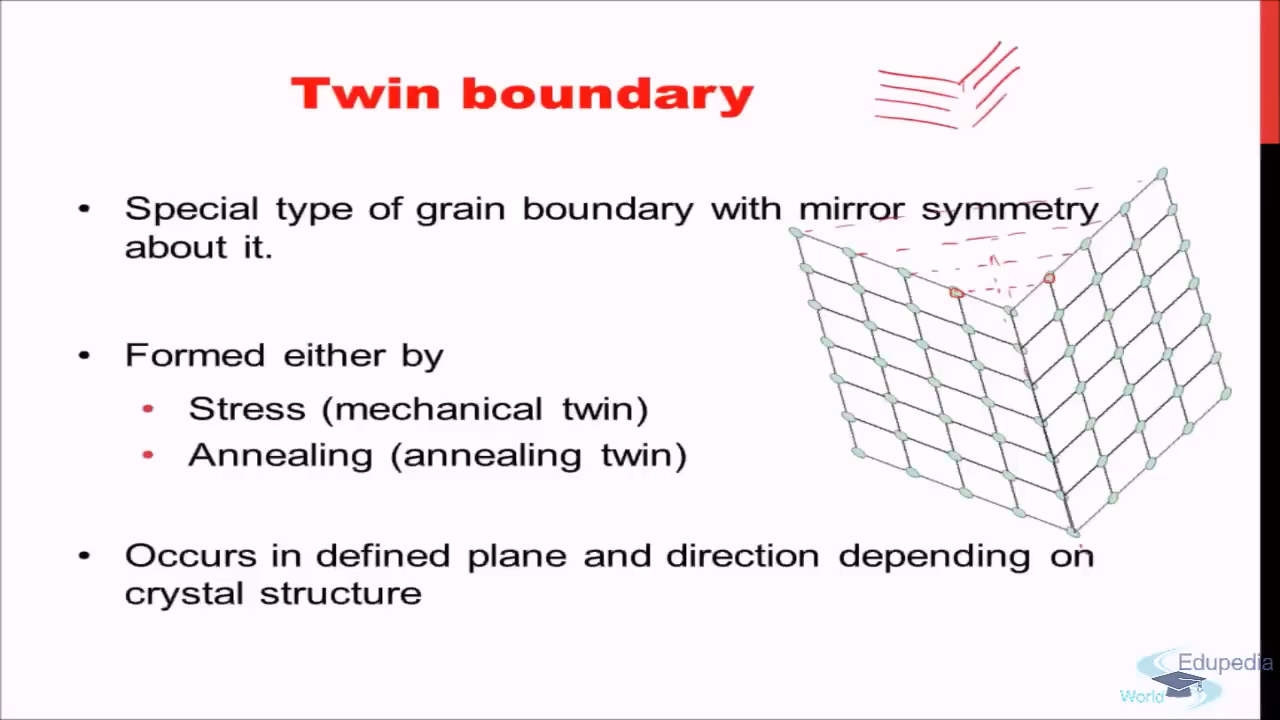 Twin boundary
• Special type of grain boundary with mirror symmetry
about it.
• Formed either by
• Stress (mechanical twin)
• Annealing (annealing twin)
• Occurs in defined plane and direction depending on
crystal structure
Edupedia
World